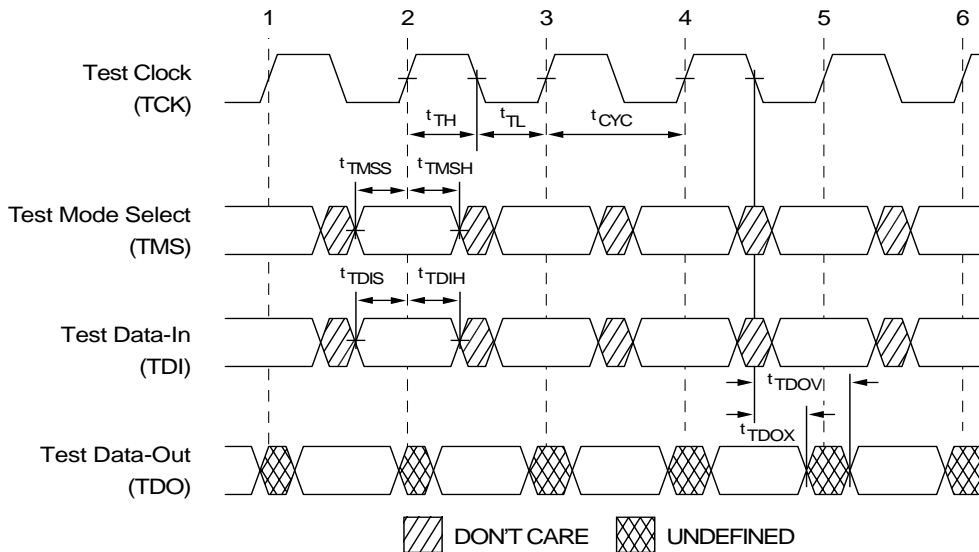 1 2 3 4 5 6
Test Clock
(TCK)
tTH tTL tCYC
tTMSS tTMSH
Test Mode Select
(TMS)
tTDIS tTDIH
Test Data-In
(TDI)
tTDOV
tTDOX
Test Data-Out
(TDO)
DON'T CARE UNDEFINED